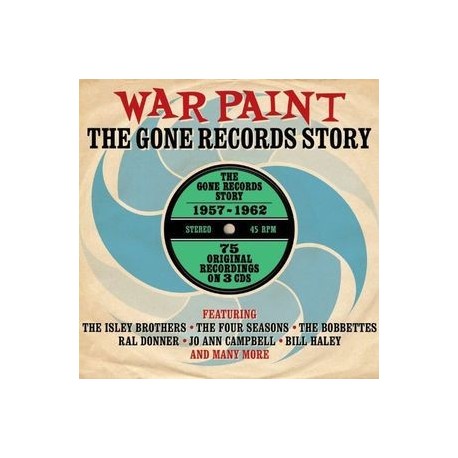 WAR PAINT
THE GONE RECORDS STORY
THE
GONE RECORDS
STORY
1957-1962
STEREO 45 RPM
75
ORIGINAL
RECORDINGS
ON 3 CDS
FEATURING
THE ISLEY BROTHERS · THE FOUR SEASONS · THE BOBBETTES
RAL DONNER · JO ANN CAMPBELL · BILL HALEY
AND MANY MORE